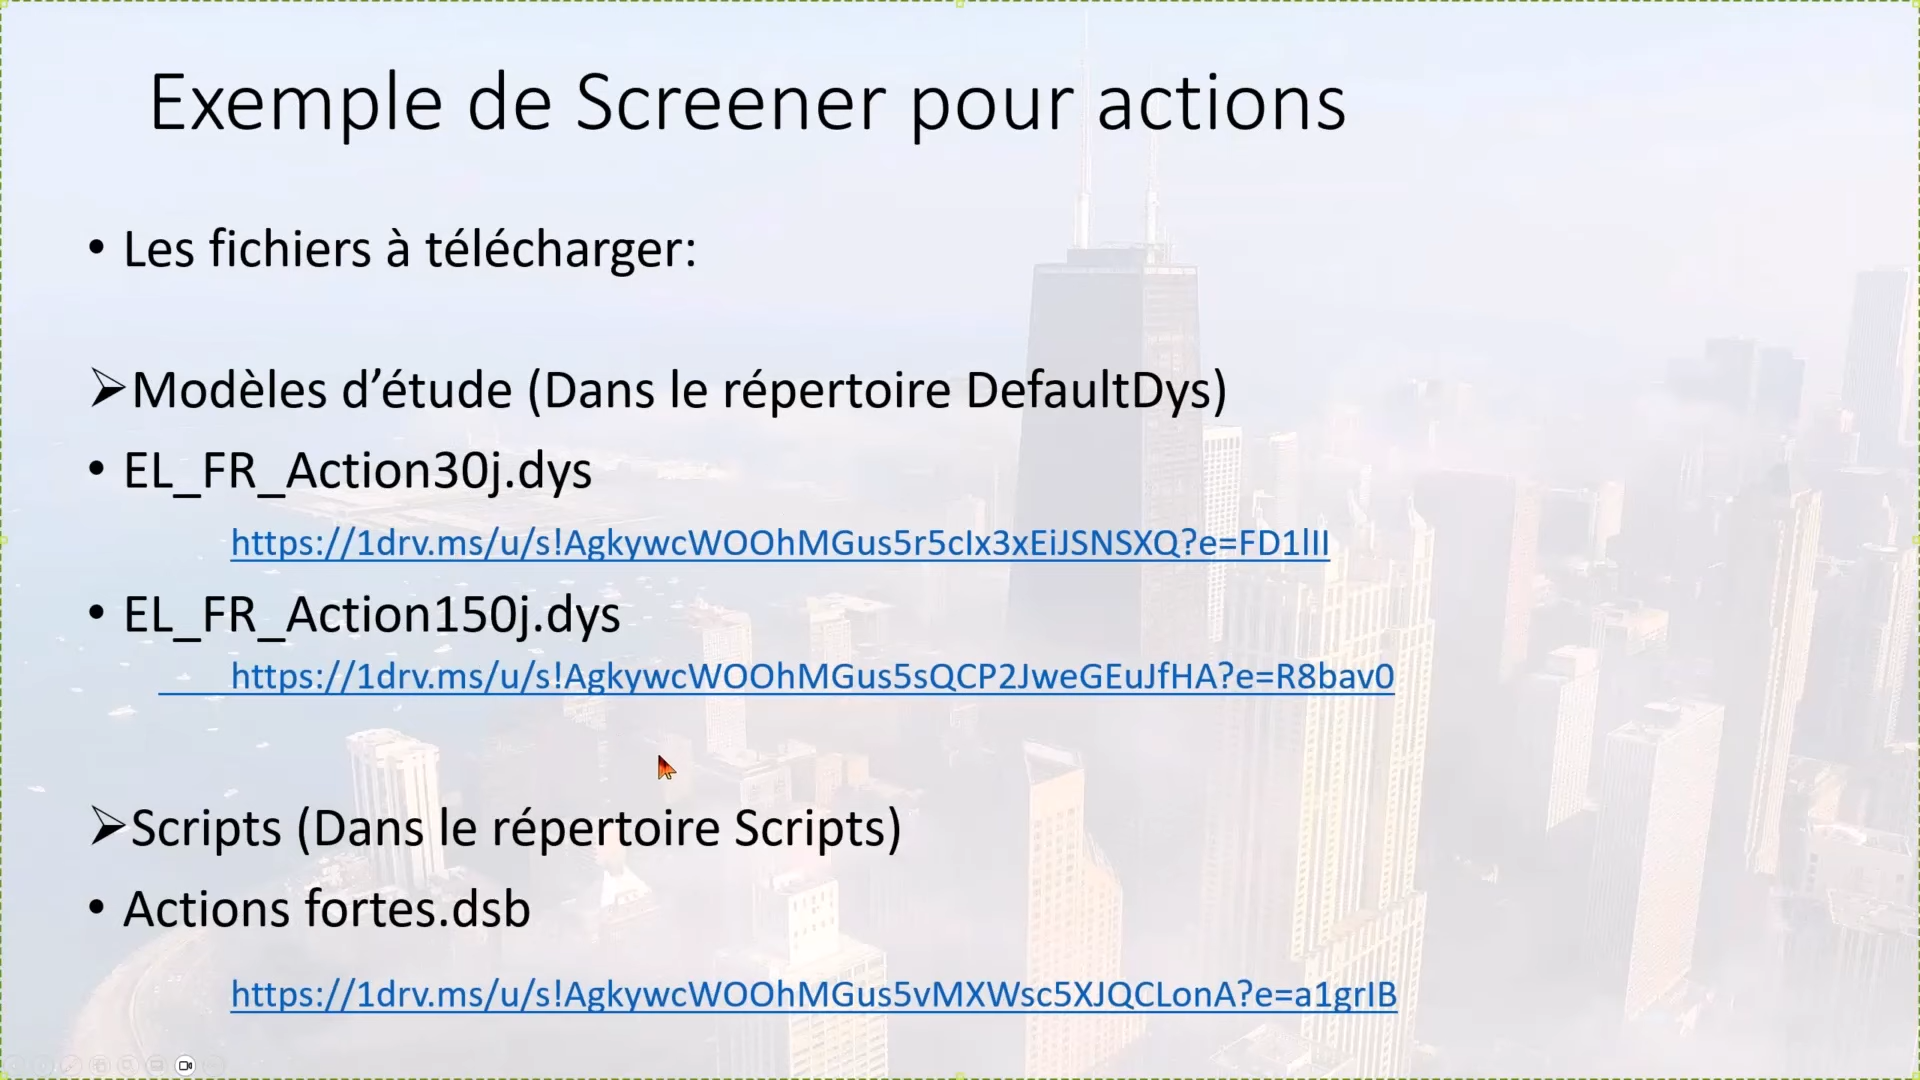 Exemple de Screener pour actions
• Les fichiers à télécharger:
➢Modèles d’étude (Dans le répertoire DefaultDys)
• EL_FR_Action30j.dys
https://1drv.ms/u/s!AgkywcWOOhMGus5r5cIx3xEiJSNSXQ?e=FD1lII
• EL_FR_Action150j.dys
https://1drv.ms/u/s!AgkywcWOOhMGus5sQCP2JweGEuJfHA?e=R8bav0
➢Scripts (Dans le répertoire Scripts)
• Actions fortes.dsb
https://1drv.ms/u/s!AgkywcWOOhMGus5vMXWsc5XJQCLonA?e=a1grIB